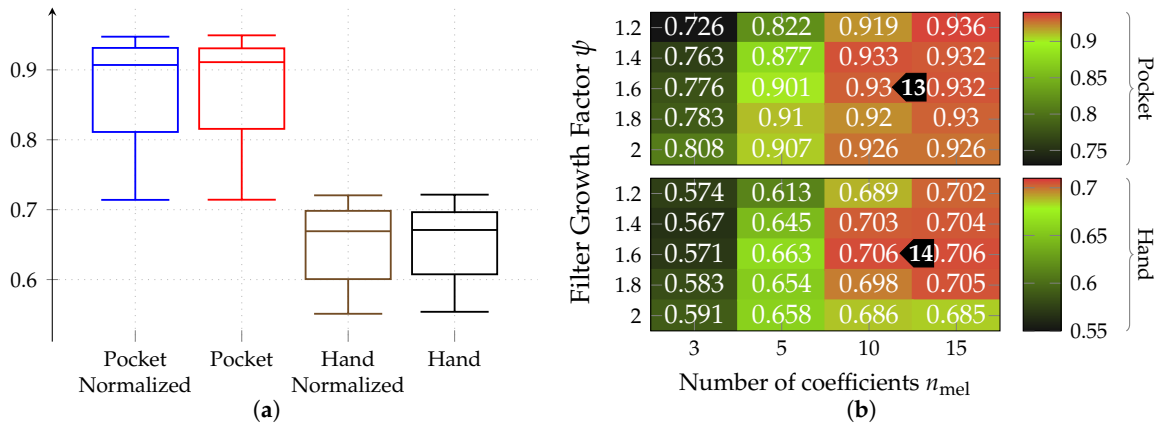 0.9
0.8
0.7
0.6
Pocket
Normalized
Pocket
Hand
Normalized
Hand
(a)
Filter Growth Factor ψ
1.2 0.726 0.822 0.919 0.936
1.4 0.763 0.877 0.933 0.932
1.6 0.776 0.901 0.93 13 0.932
1.8 0.783 0.91 0.92 0.93
2 0.808 0.907 0.926 0.926
0.9
0.85
0.8
0.75
Pocket
1.2 0.574 0.613 0.689 0.702
1.4 0.567 0.645 0.703 0.704
1.6 0.571 0.663 0.706 14 0.706
1.8 0.583 0.654 0.698 0.705
2 0.591 0.658 0.686 0.685
3 5 10 15
0.7
0.65
0.6
0.55
Hand
Number of coefficients n_mel
(b)